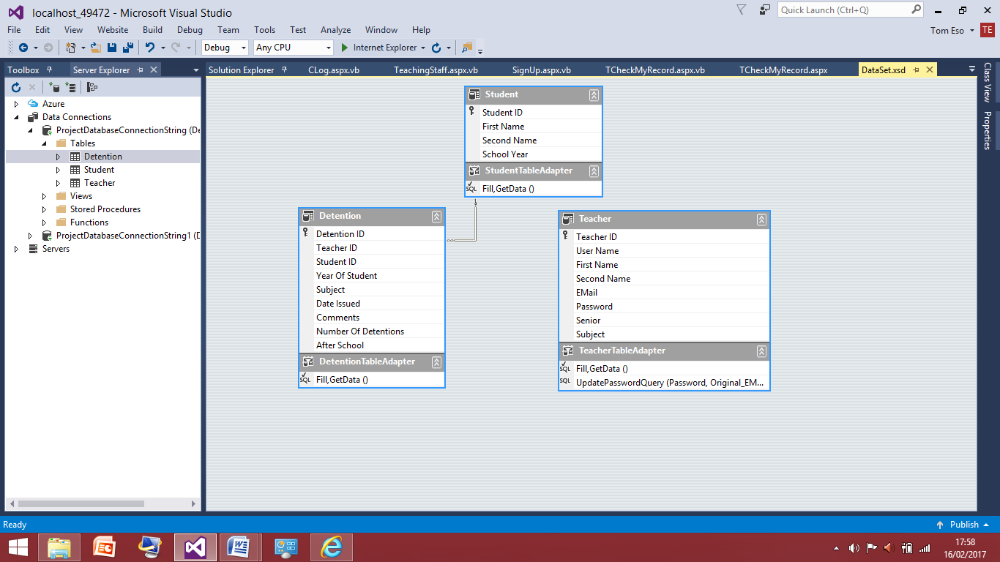 localhost_49472 - Microsoft Visual Studio
Quick Launch (Ctrl+Q)
File Edit View Website Build Debug Team Tools Test Analyze Window Help
Tom Eso TE
Debug Any CPU Internet Explorer
Toolbox Server Explorer
Solution Explorer CLog.aspx.vb TeachingStaff.aspx.vb SignUp.aspx.vb TCheckMyRecord.aspx.vb TCheckMyRecord.aspx DataSet.xsd
Class View
Properties
Azure
Data Connections
ProjectDatabaseConnectionString (De
Tables
Detention
Student
Teacher
Views
Stored Procedures
Functions
ProjectDatabaseConnectionString1 (D
Servers
Student
Student ID
First Name
Second Name
School Year
StudentTableAdapter
SQL Fill,GetData ()
Detention
Detention ID
Teacher ID
Student ID
Year Of Student
Subject
Date Issued
Comments
Number Of Detentions
After School
DetentionTableAdapter
SQL Fill,GetData ()
Teacher
Teacher ID
User Name
First Name
Second Name
EMail
Password
Senior
Subject
TeacherTableAdapter
SQL Fill,GetData ()
SQL UpdatePasswordQuery (Password, Original_EM...
Ready
Publish
17:58
16/02/2017